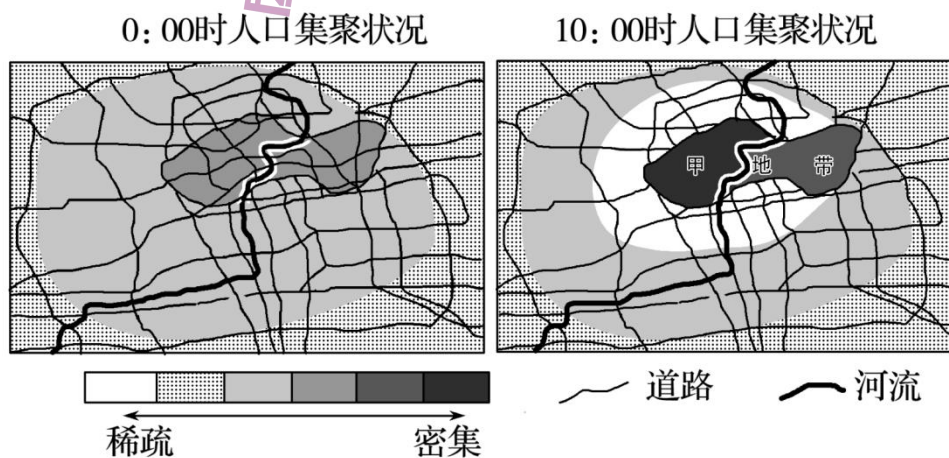 0：00时人口集聚状况
10：00时人口集聚状况
甲 地 带
稀疏
密集
道路
河流